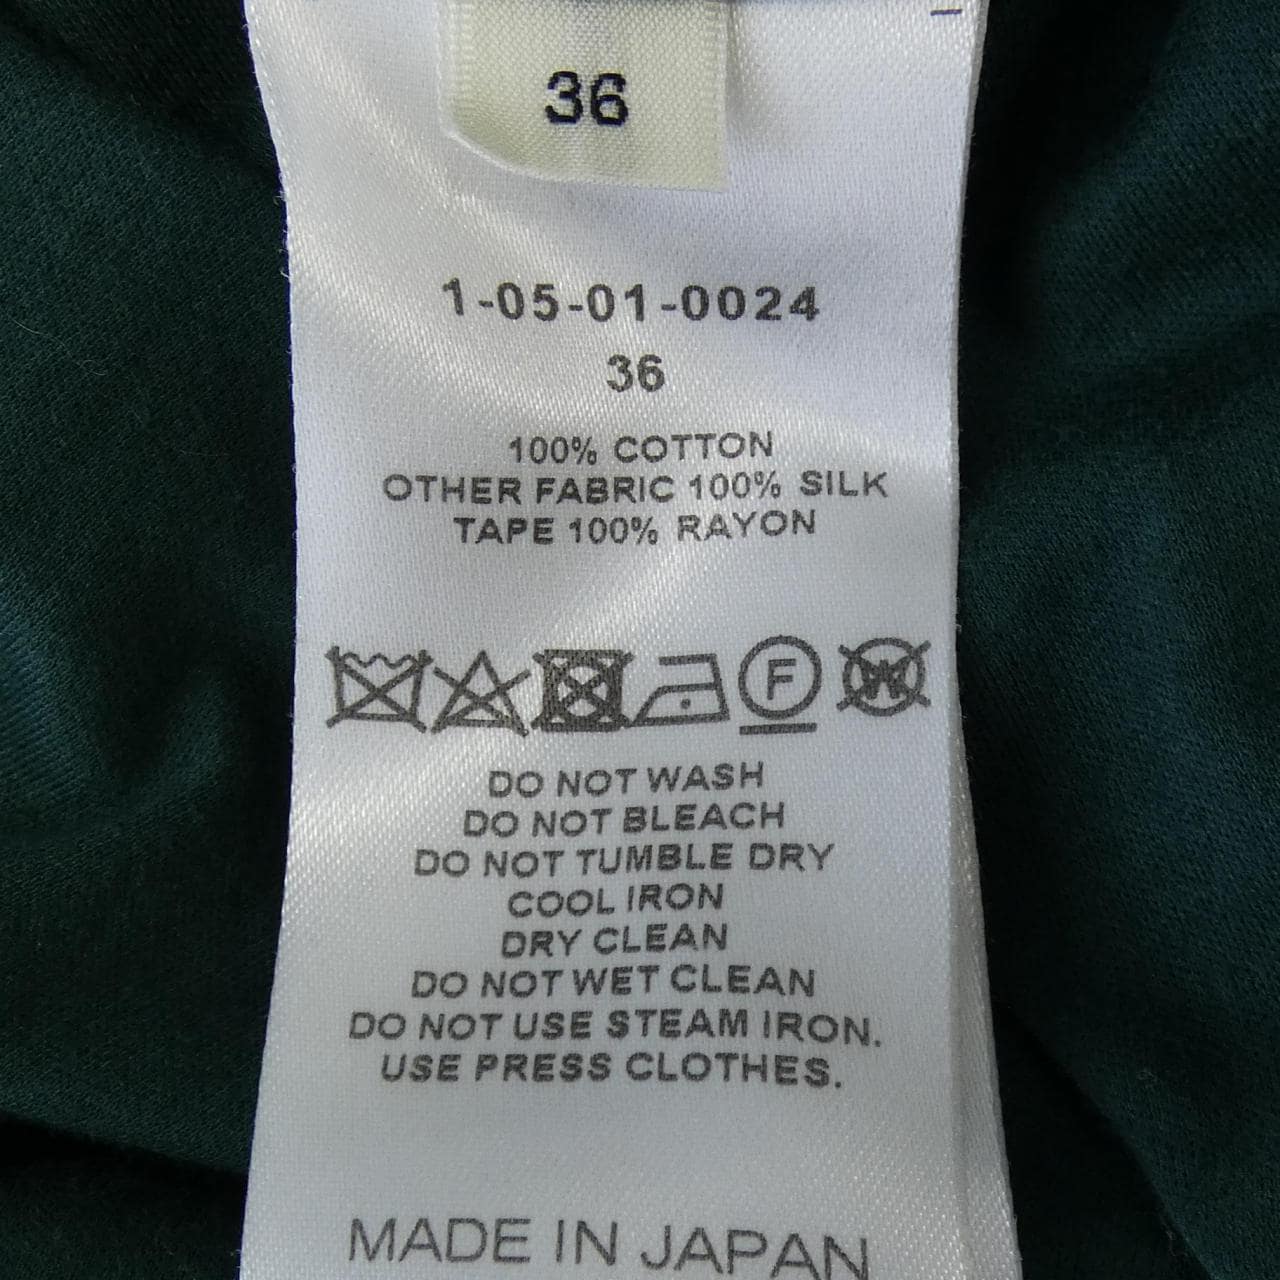 36
1-05-01-0024
36
100% COTTON
OTHER FABRIC 100% SILK
TAPE 100% RAYON
F W
DO NOT WASH
DO NOT BLEACH
DO NOT TUMBLE DRY
COOL IRON
DRY CLEAN
DO NOT WET CLEAN
DO NOT USE STEAM IRON.
USE PRESS CLOTHES.
MADE IN JAPAN